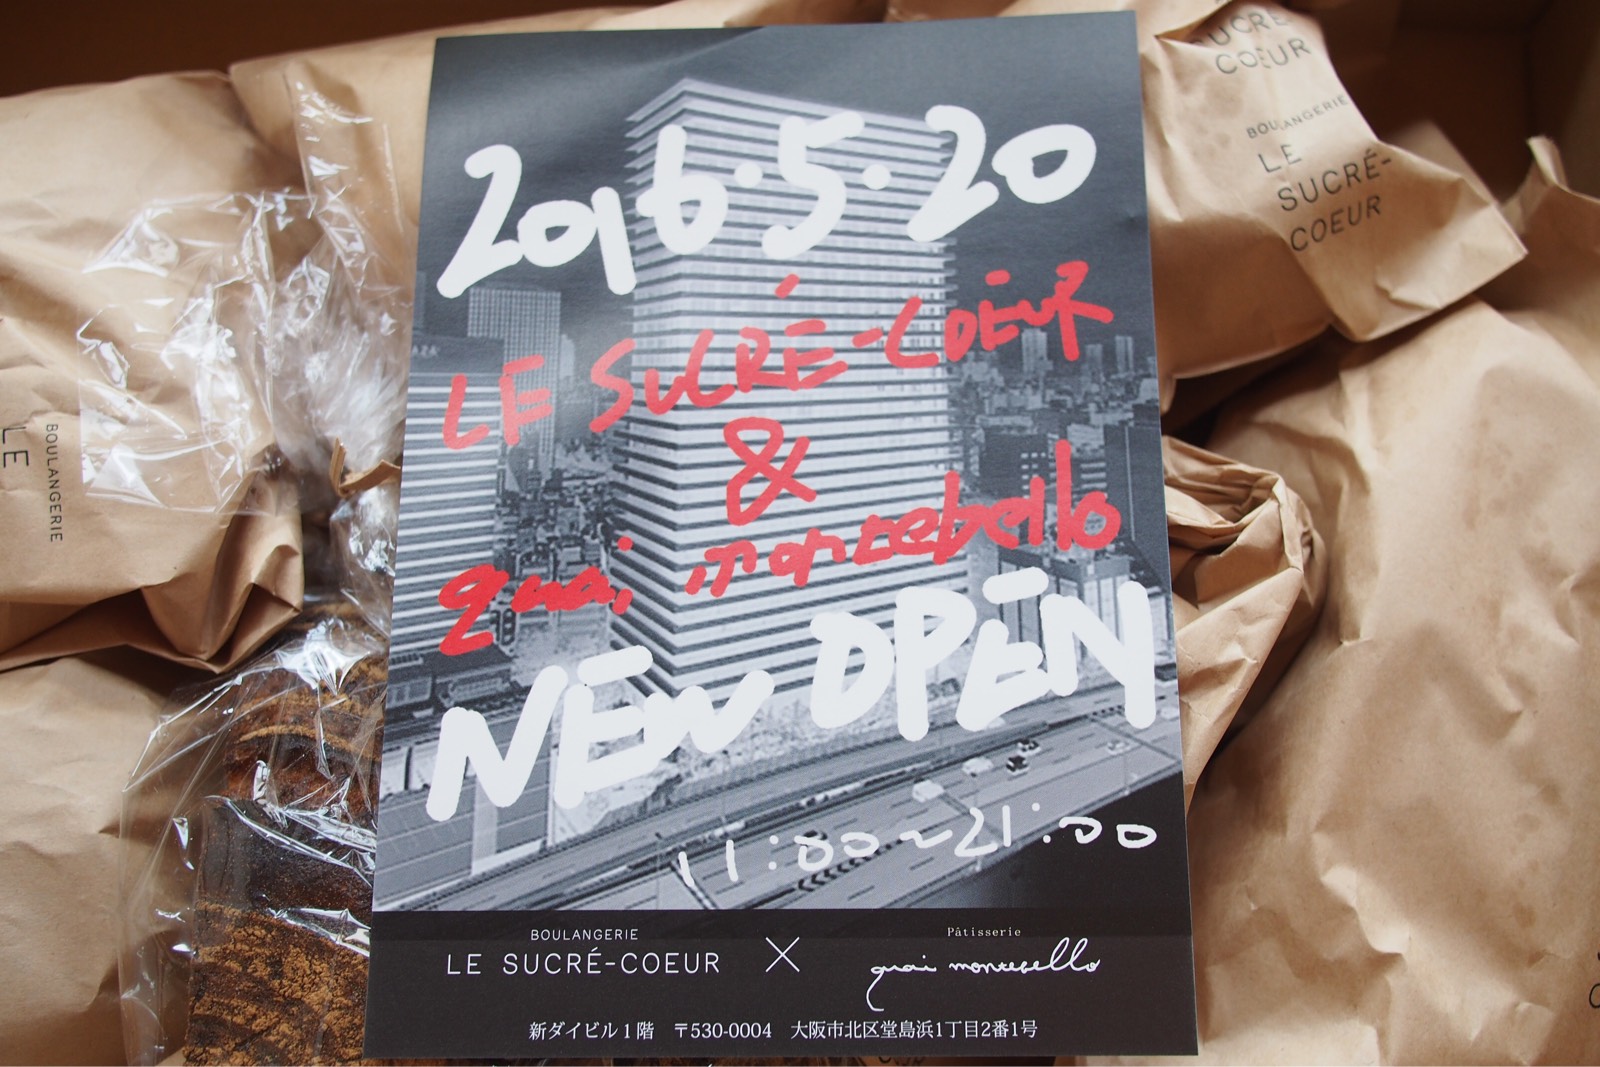 2016・5・20
LE SUCRÉ-COEUR
&
quai montebello
NEW OPEN
11:00~21:00
BOULANGERIE
LE SUCRÉ-COEUR
×
Pâtisserie
quai montebello
新ダイビル1階 〒530-0004 大阪市北区堂島浜1丁目2番1号
SUCRÉ
COEUR
BOULANGERIE
LE
SUCRÉ-
COEUR
BOULANGERIE
LE